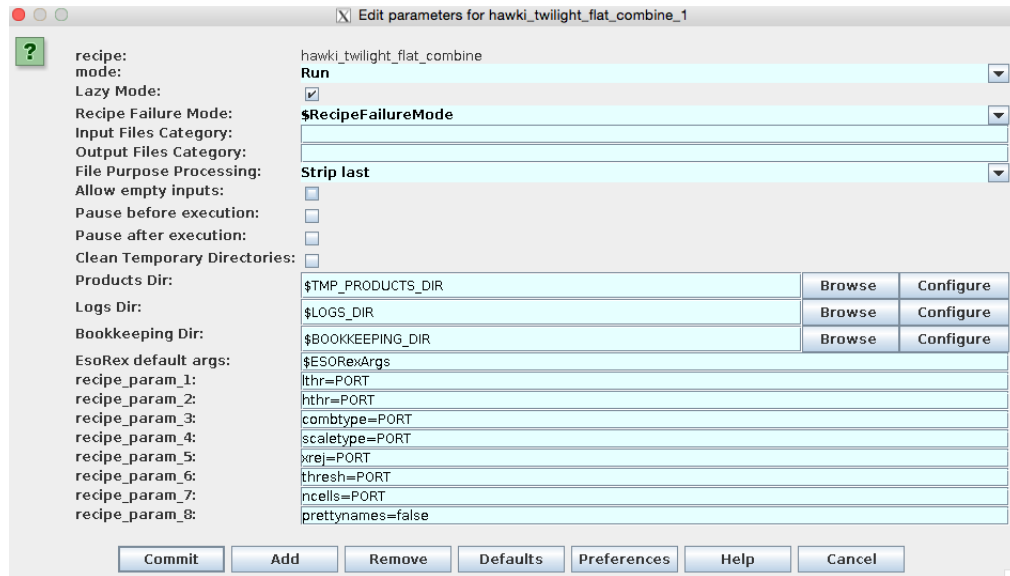 X Edit parameters for hawki_twilight_flat_combine_1
?
recipe: hawki_twilight_flat_combine
mode: Run
Lazy Mode:
Recipe Failure Mode: $RecipeFailureMode
Input Files Category:
Output Files Category:
File Purpose Processing: Strip last
Allow empty inputs:
Pause before execution:
Pause after execution:
Clean Temporary Directories:
Products Dir: $TMP_PRODUCTS_DIR Browse Configure
Logs Dir: $LOGS_DIR Browse Configure
Bookkeeping Dir: $BOOKKEEPING_DIR Browse Configure
EsoRex default args: $ESORexArgs
recipe_param_1: lthr=PORT
recipe_param_2: hthr=PORT
recipe_param_3: combtype=PORT
recipe_param_4: scaletype=PORT
recipe_param_5: xrej=PORT
recipe_param_6: thresh=PORT
recipe_param_7: ncells=PORT
recipe_param_8: prettynames=false
Commit Add Remove Defaults Preferences Help Cancel